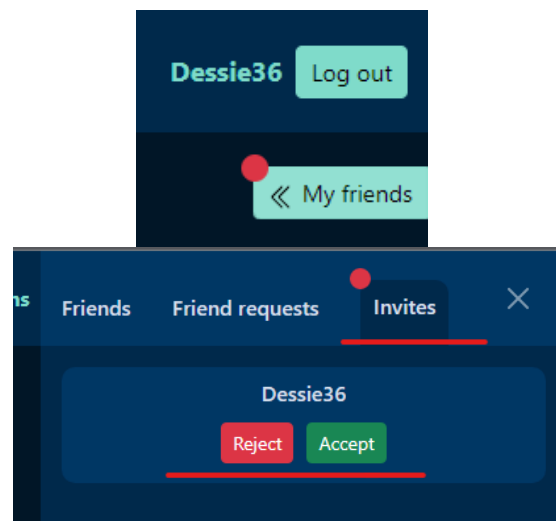 Dessie36 Log out
My friends
ns Friends Friend requests Invites
Dessie36
Reject Accept